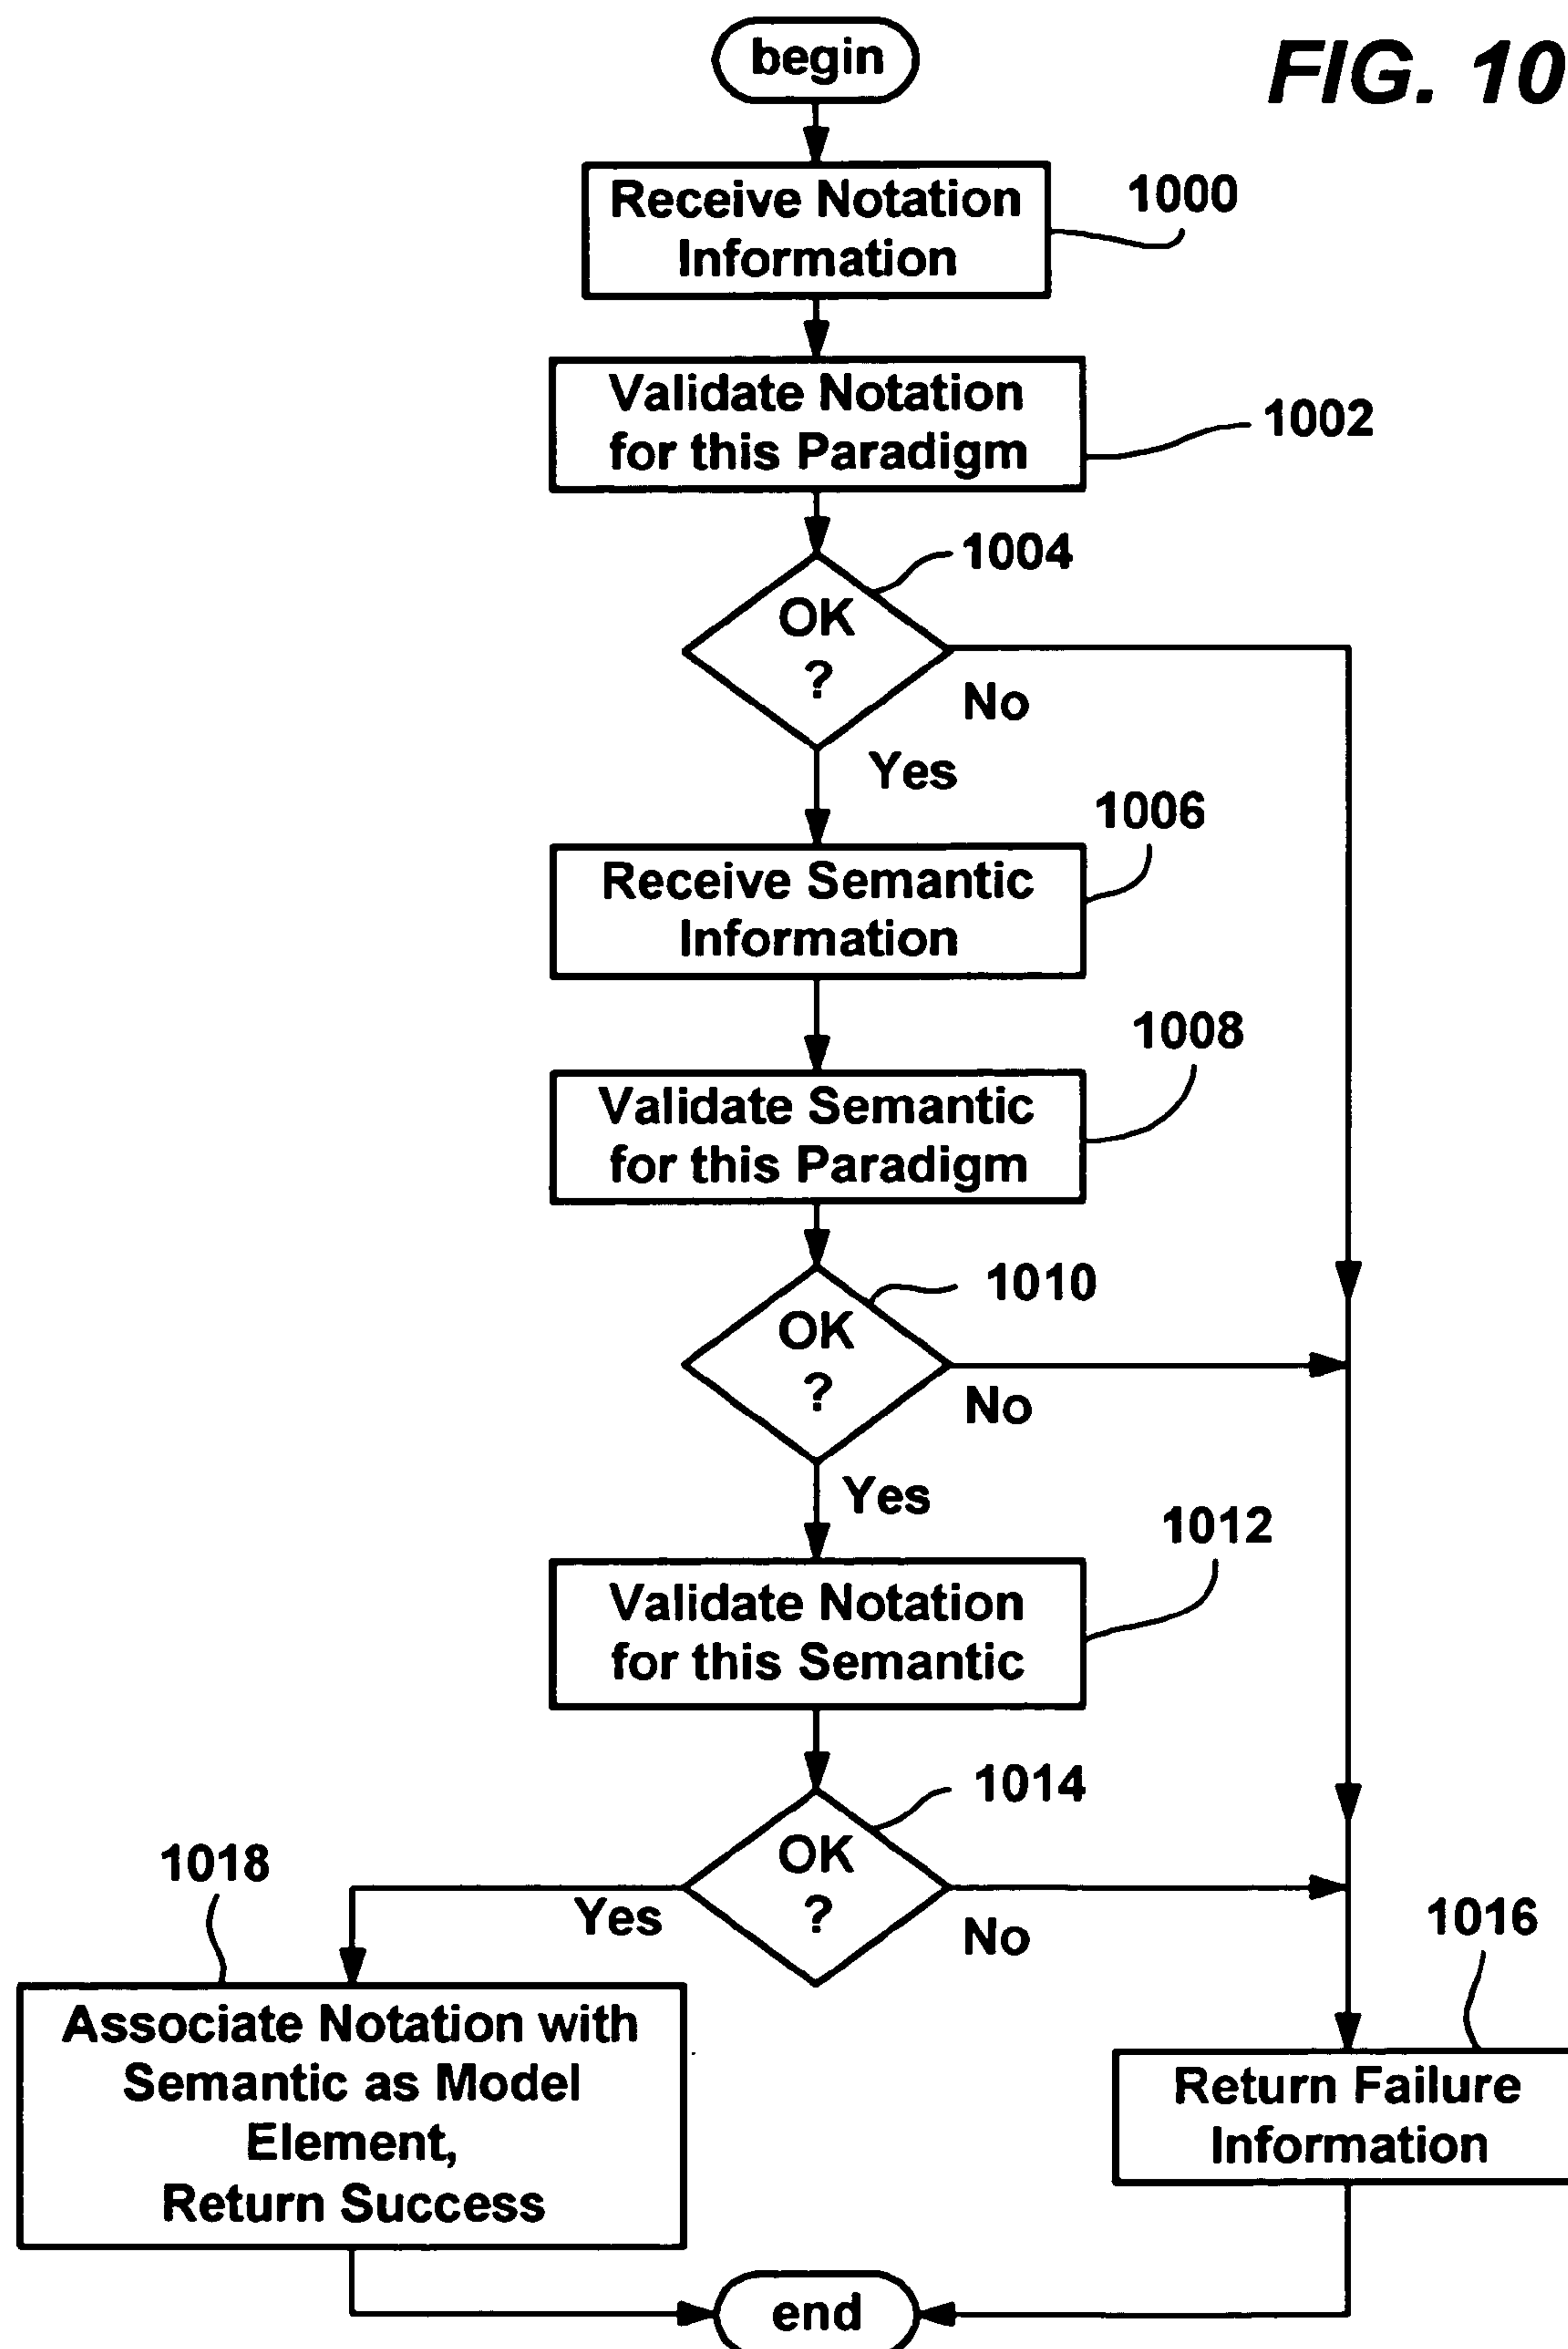 begin
FIG. 10
Receive Notation
Information
1000
Validate Notation
for this Paradigm
1002
1004
OK
?
No
Yes
1006
Receive Semantic
Information
1008
Validate Semantic
for this Paradigm
1010
OK
?
No
Yes
1012
Validate Notation
for this Semantic
1014
OK
?
Yes
No
1018
1016
Associate Notation with
Semantic as Model
Element,
Return Success
Return Failure
Information
end